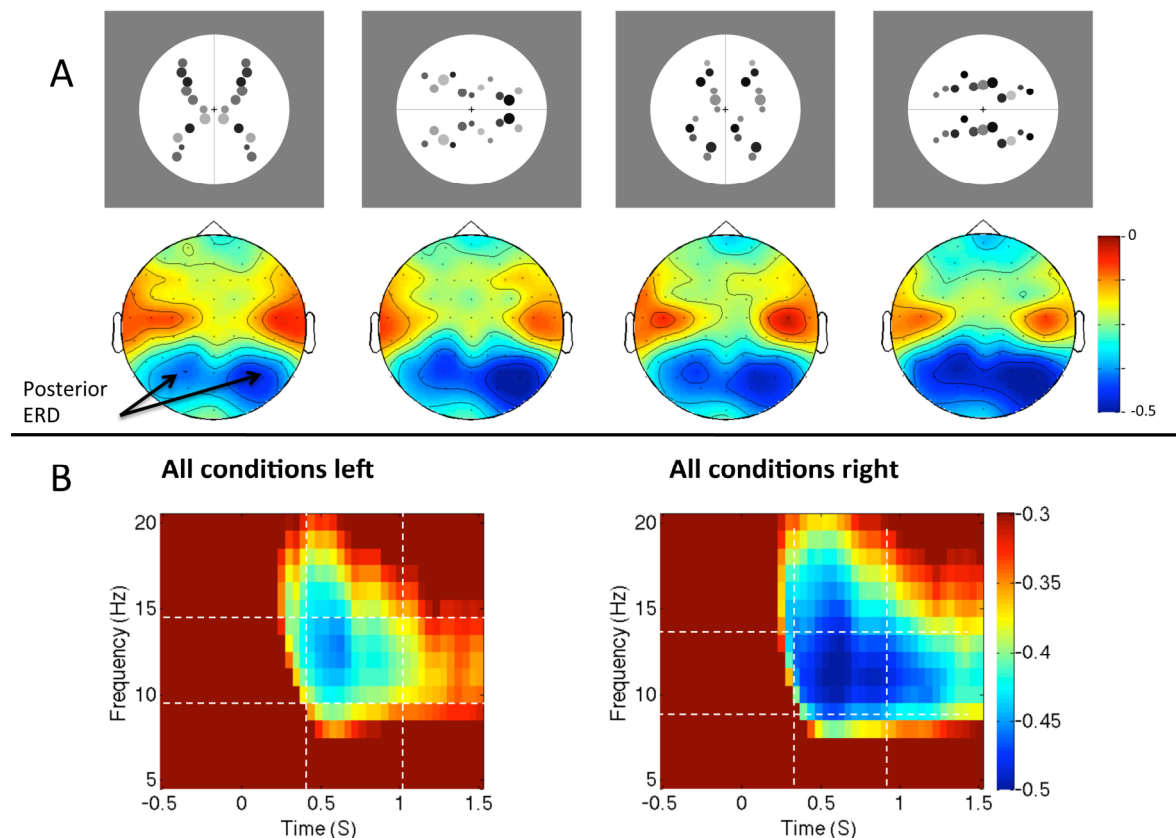 A
0
-0.5
Posterior
ERD
B
All conditions left
All conditions right
Frequency (Hz)
20
15
10
5
-0.5
0
0.5
1
1.5
Time (S)
Frequency (Hz)
20
15
10
5
-0.5
0
0.5
1
1.5
Time (S)
-0.3
-0.35
-0.4
-0.45
-0.5